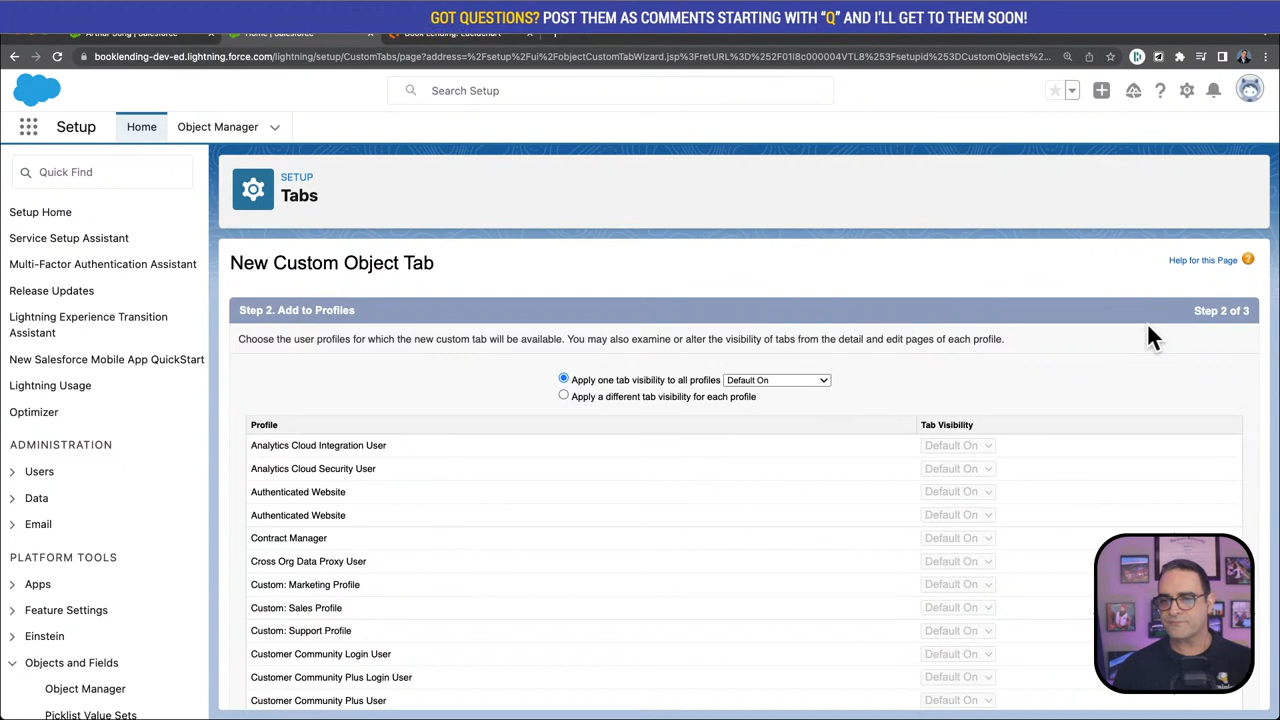 GOT QUESTIONS? POST THEM AS COMMENTS STARTING WITH “Q” AND I’LL GET TO THEM SOON!
booklending-dev-ed.lightning.force.com/lightning/setup/CustomTabs/page?address=%2Fsetup%2Fui%2FobjectCustomTabWizard.jsp%3FretURL%3D%252F01I8c000004VTL8%253Fsetupid%253DCustomObjects%...
Search Setup
Setup
Home
Object Manager
Quick Find
SETUP
Tabs
Setup Home
Service Setup Assistant
Multi-Factor Authentication Assistant
Release Updates
Lightning Experience Transition
Assistant
New Salesforce Mobile App QuickStart
Lightning Usage
Optimizer
ADMINISTRATION
Users
Data
Email
PLATFORM TOOLS
Apps
Feature Settings
Einstein
Objects and Fields
Object Manager
Picklist Value Sets
New Custom Object Tab
Help for this Page ?
Step 2. Add to Profiles Step 2 of 3
Choose the user profiles for which the new custom tab will be available. You may also examine or alter the visibility of tabs from the detail and edit pages of each profile.
Apply one tab visibility to all profiles Default On
Apply a different tab visibility for each profile
Profile Tab Visibility
Analytics Cloud Integration User Default On
Analytics Cloud Security User Default On
Authenticated Website Default On
Authenticated Website Default On
Contract Manager Default On
Cross Org Data Proxy User Default On
Custom: Marketing Profile Default On
Custom: Sales Profile Default On
Custom: Support Profile Default On
Customer Community Login User Default On
Customer Community Plus Login User Default On
Customer Community Plus User Default On